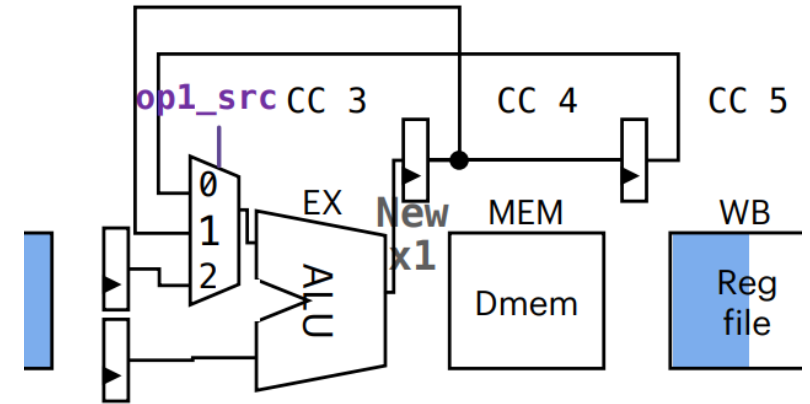 op1_src CC 3 CC 4 CC 5
0
1
2
EX
ALU
New
x1
MEM
Dmem
WB
Reg
file